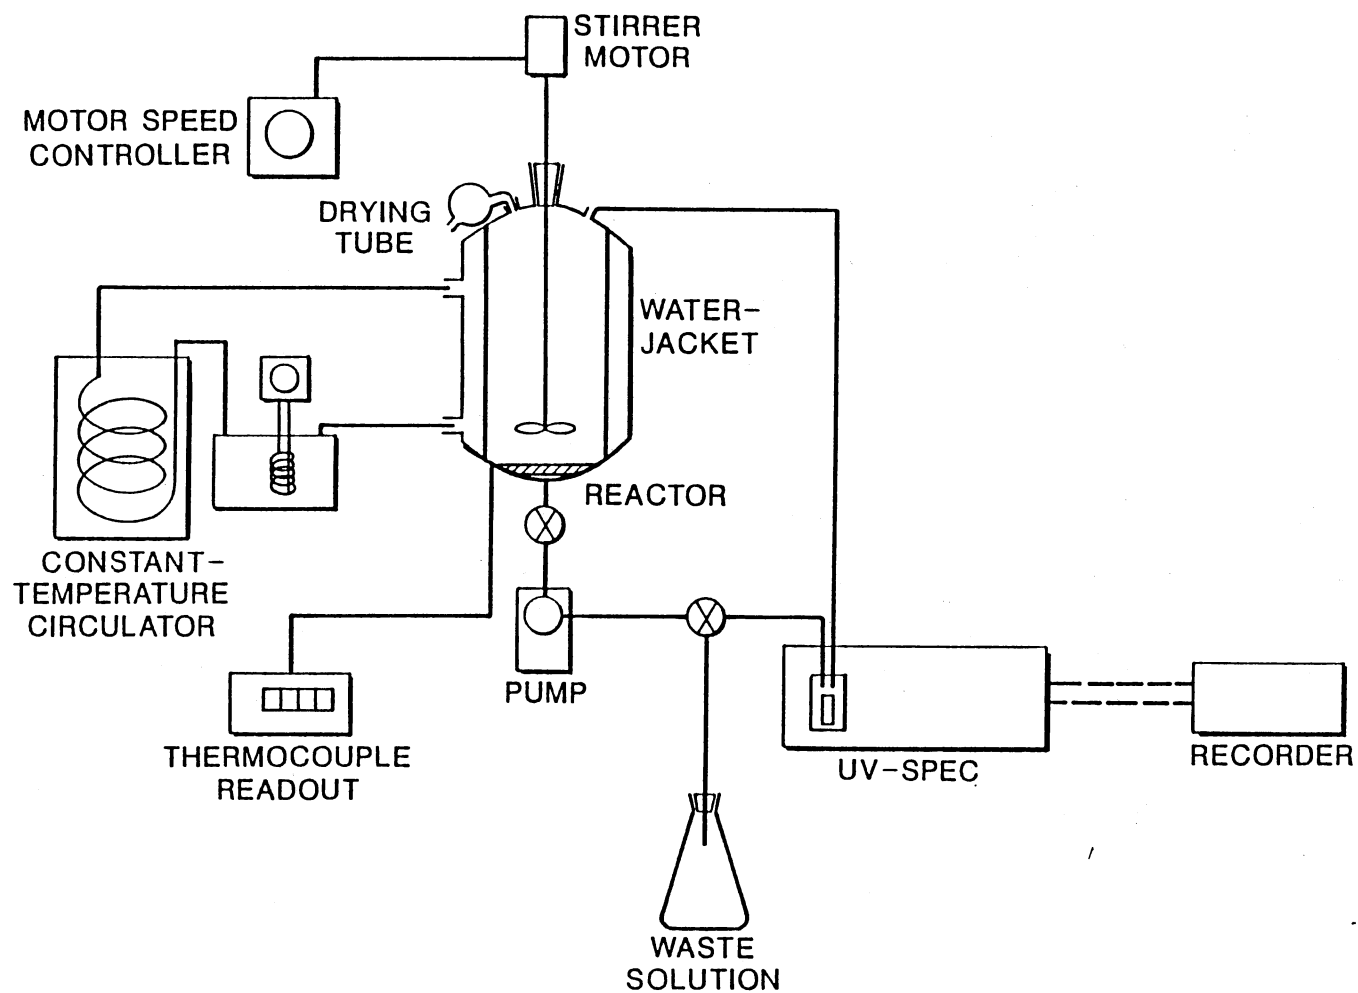 STIRRER
MOTOR
MOTOR SPEED
CONTROLLER
DRYING
TUBE
WATER-
JACKET
REACTOR
CONSTANT-
TEMPERATURE
CIRCULATOR
PUMP
THERMOCOUPLE
READOUT
UV-SPEC
RECORDER
WASTE
SOLUTION